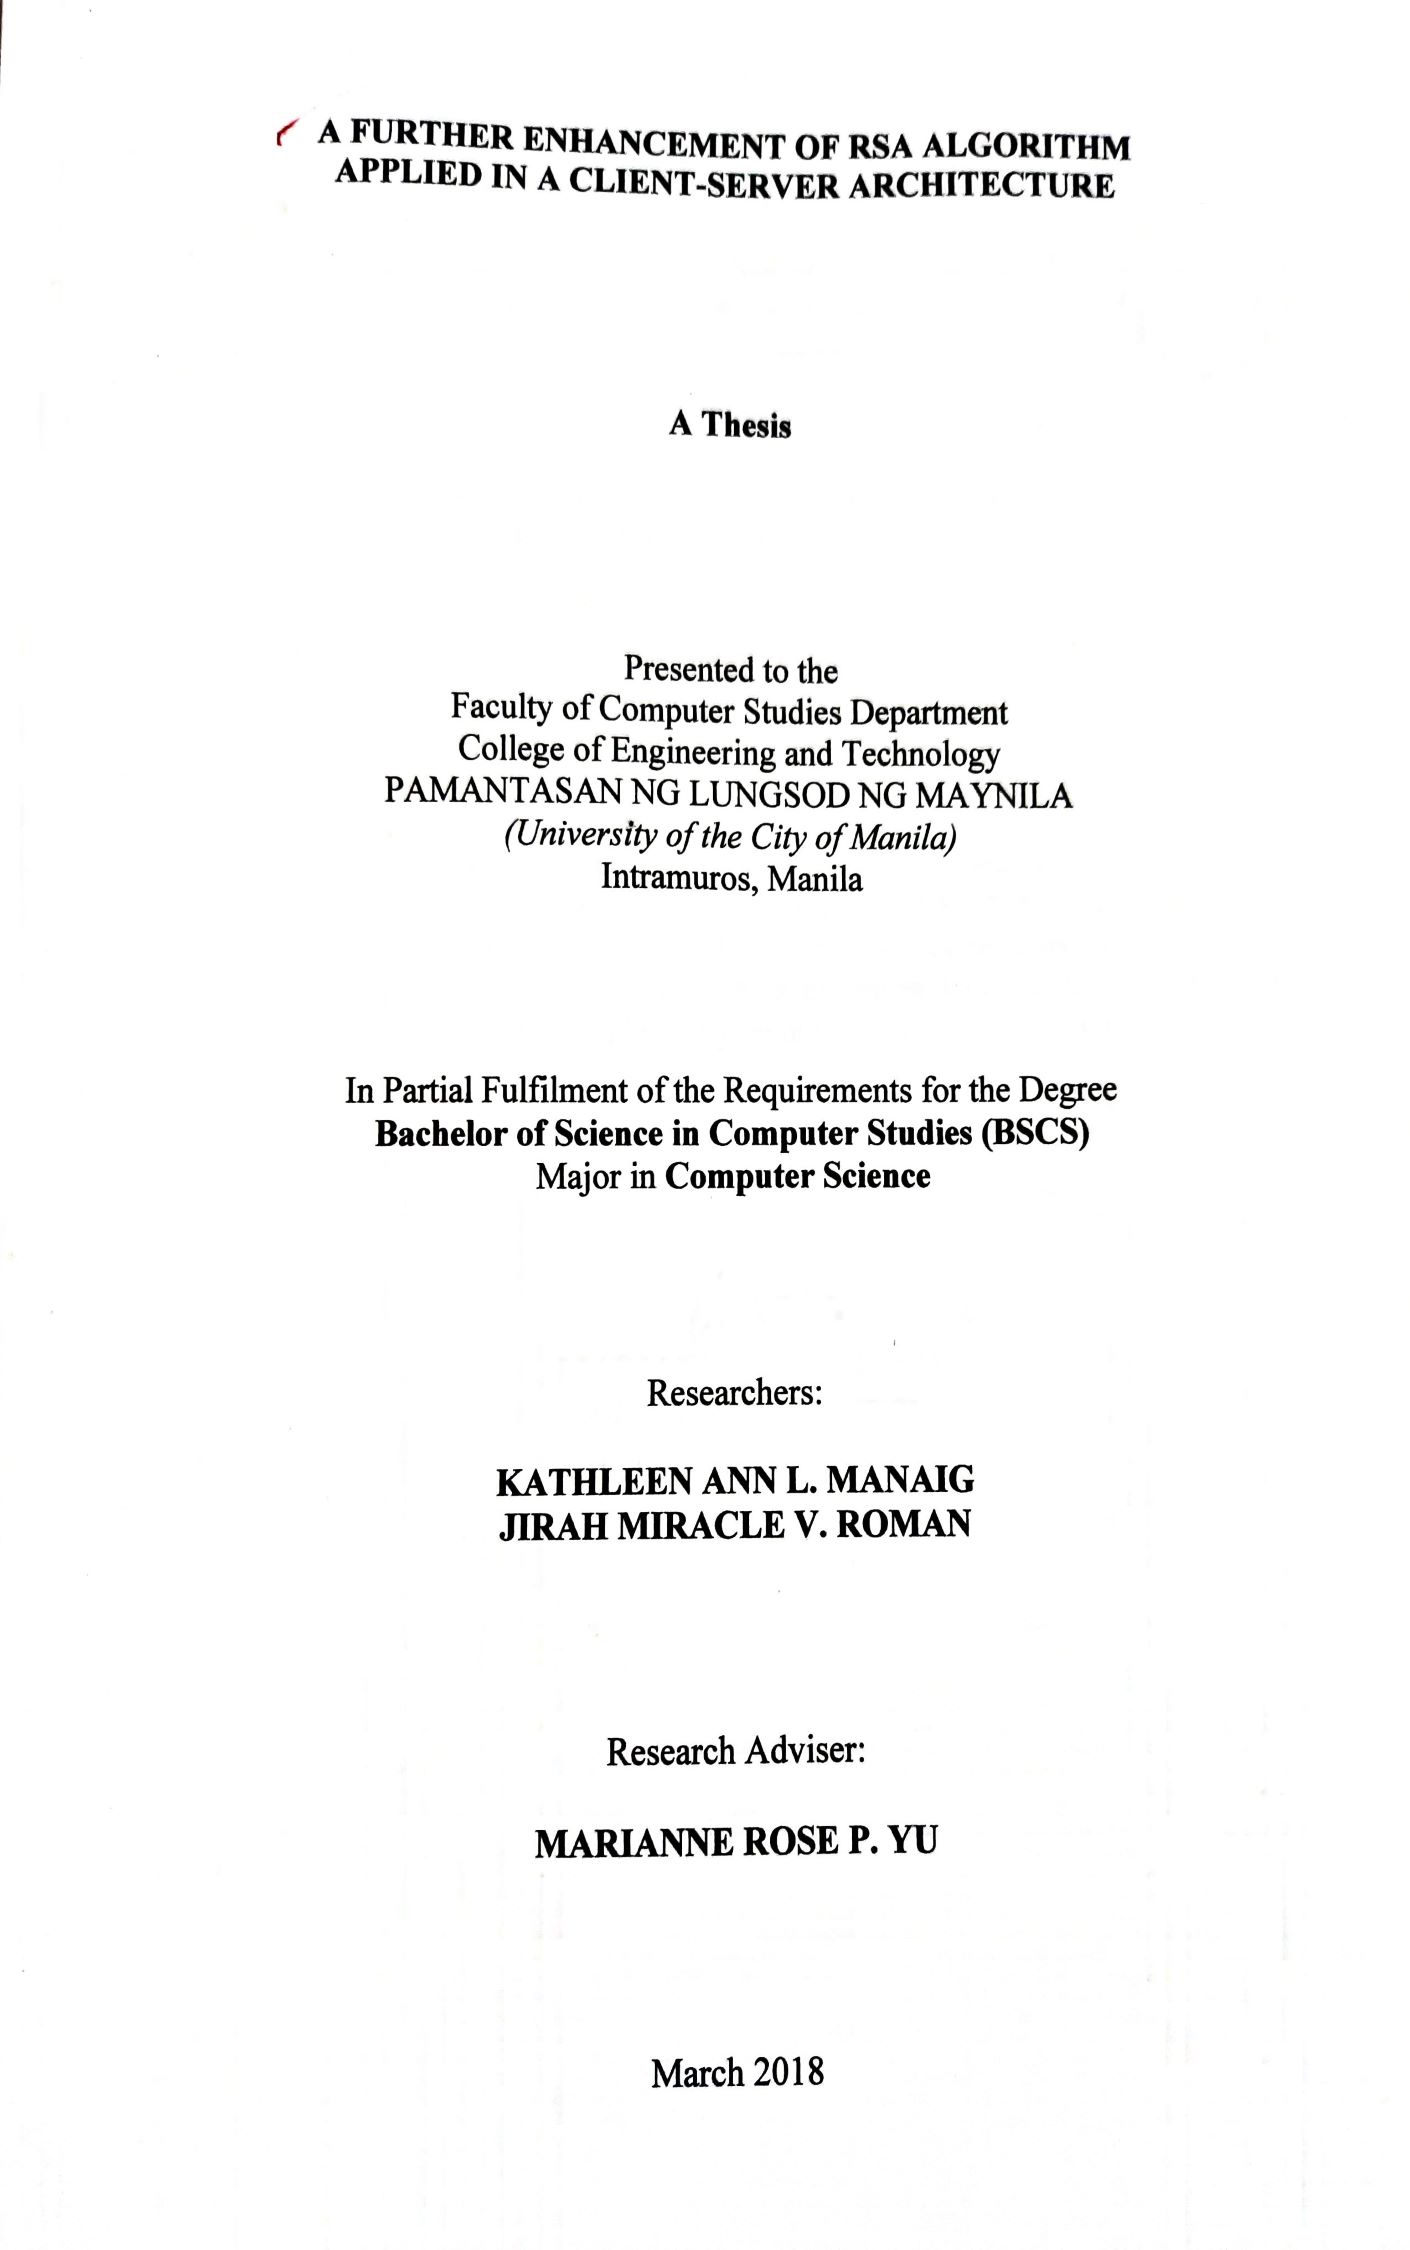 A FURTHER ENHANCEMENT OF RSA ALGORITHM
APPLIED IN A CLIENT-SERVER ARCHITECTURE
A Thesis
Presented to the
Faculty of Computer Studies Department
College of Engineering and Technology
PAMANTASAN NG LUNGSOD NG MAYNILA
(University of the City of Manila)
Intramuros, Manila
In Partial Fulfilment of the Requirements for the Degree
Bachelor of Science in Computer Studies (BSCS)
Major in Computer Science
Researchers:
KATHLEEN ANN L. MANAIG
JIRAH MIRACLE V. ROMAN
Research Adviser:
MARIANNE ROSE P. YU
March 2018